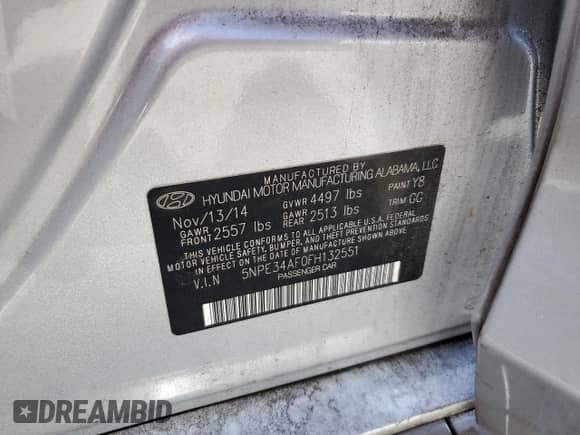 MANUFACTURED BY
HYUNDAI MOTOR MANUFACTURING ALABAMA, LLC
Nov/13/14 GVWR 4497 lbs PAINT Y8
GAWR FRONT 2557 lbs GAWR REAR 2513 lbs TRIM GC
THIS VEHICLE CONFORMS TO ALL APPLICABLE U.S.A. FEDERAL
MOTOR VEHICLE SAFETY, BUMPER, AND THEFT PREVENTION
STANDARDS IN EFFECT ON THE DATE OF MANUFACTURE SHOWN ABOVE.
V.I.N 5NPE34AF0FH132551
PASSENGER CAR
DREAMBID